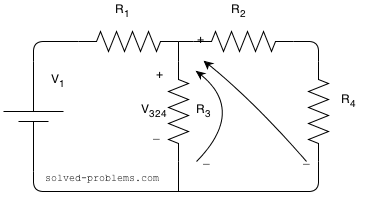 R1
R2
+
V1
+
V324
R3
R4
–
–
–
solved-problems.com